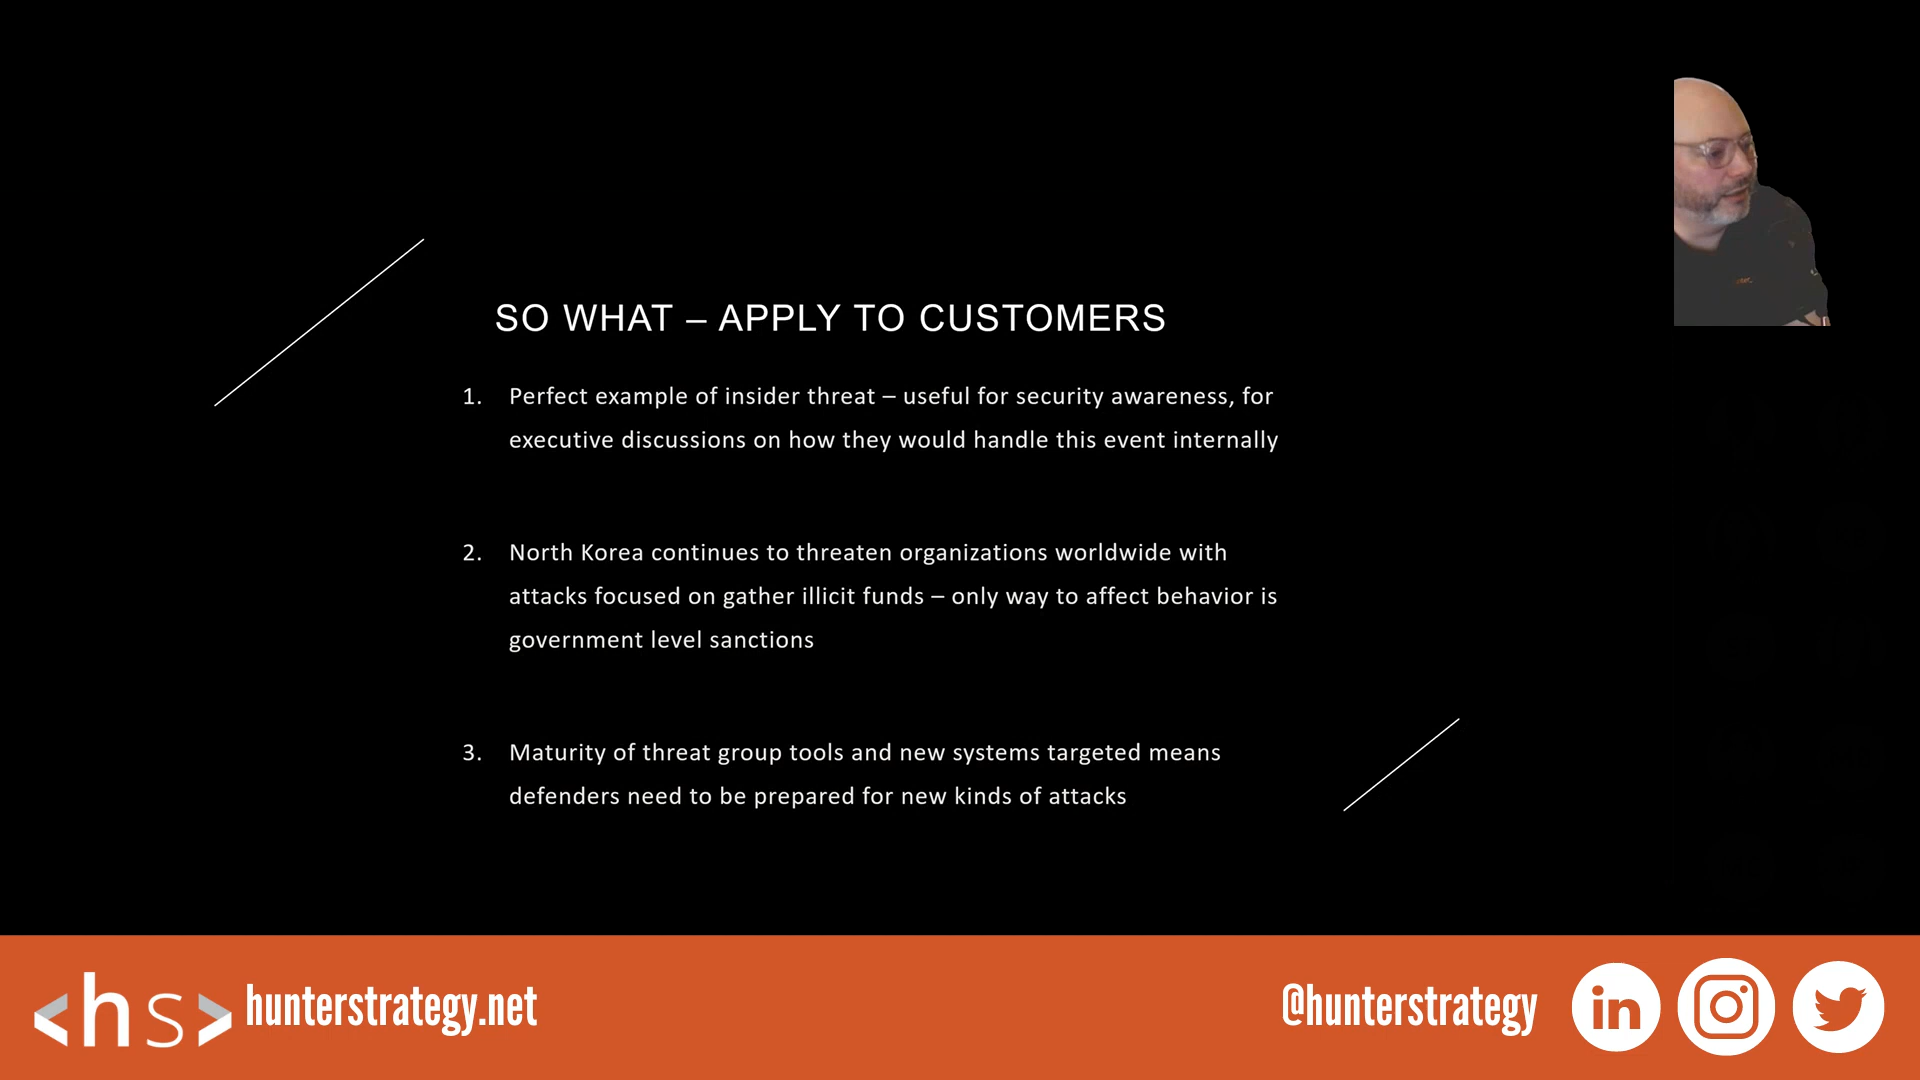 SO WHAT – APPLY TO CUSTOMERS
1. Perfect example of insider threat – useful for security awareness, for
executive discussions on how they would handle this event internally
2. North Korea continues to threaten organizations worldwide with
attacks focused on gather illicit funds – only way to affect behavior is
government level sanctions
3. Maturity of threat group tools and new systems targeted means
defenders need to be prepared for new kinds of attacks
<hs> hunterstrategy.net
@hunterstrategy in